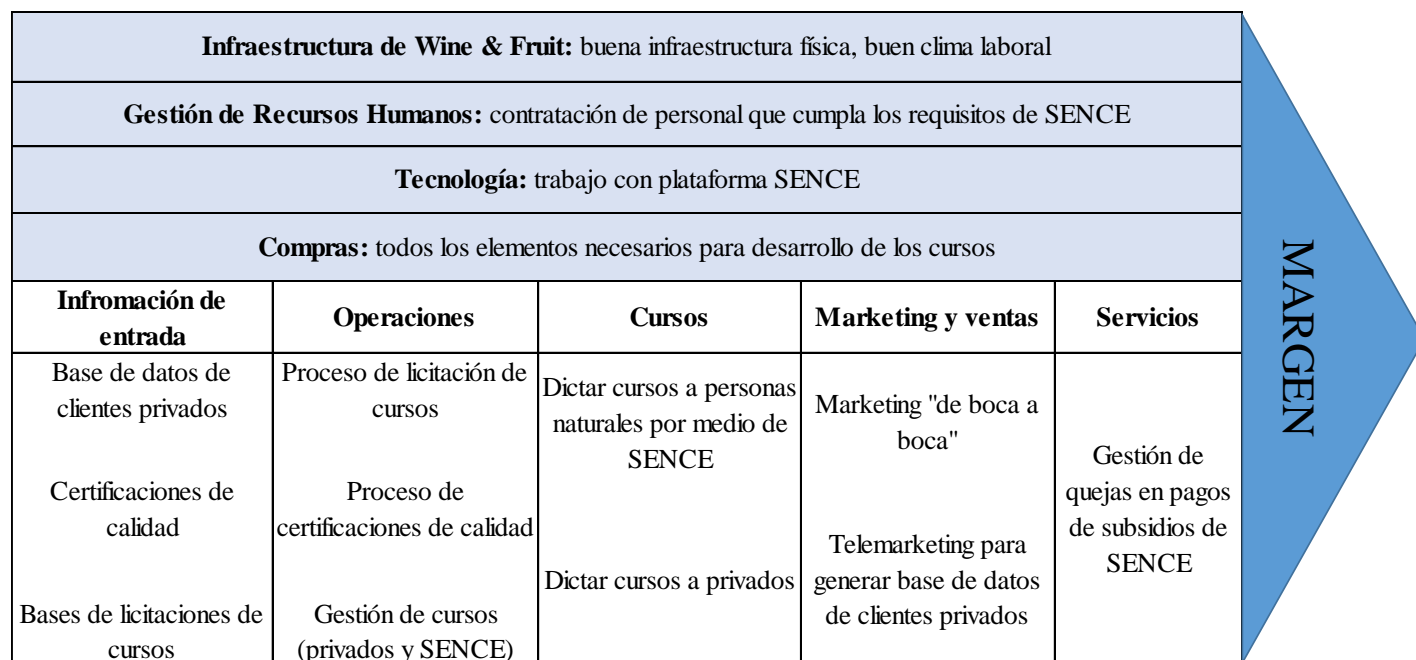 Infraestructura de Wine & Fruit: buena infraestructura física, buen clima laboral
Gestión de Recursos Humanos: contratación de personal que cumpla los requisitos de SENCE
Tecnología: trabajo con plataforma SENCE
Compras: todos los elementos necesarios para desarrollo de los cursos
MARGEN
Infromación de
entrada
Operaciones
Cursos
Marketing y ventas
Servicios
Base de datos de
clientes privados
Certificaciones de
calidad
Bases de licitaciones de
cursos
Proceso de licitación de
cursos
Proceso de
certificaciones de calidad
Gestión de cursos
(privados y SENCE)
Dictar cursos a personas
naturales por medio de
SENCE
Dictar cursos a privados
Marketing "de boca a
boca"
Telemarketing para
generar base de datos
de clientes privados
Gestión de
quejas en pagos
de subsidios de
SENCE